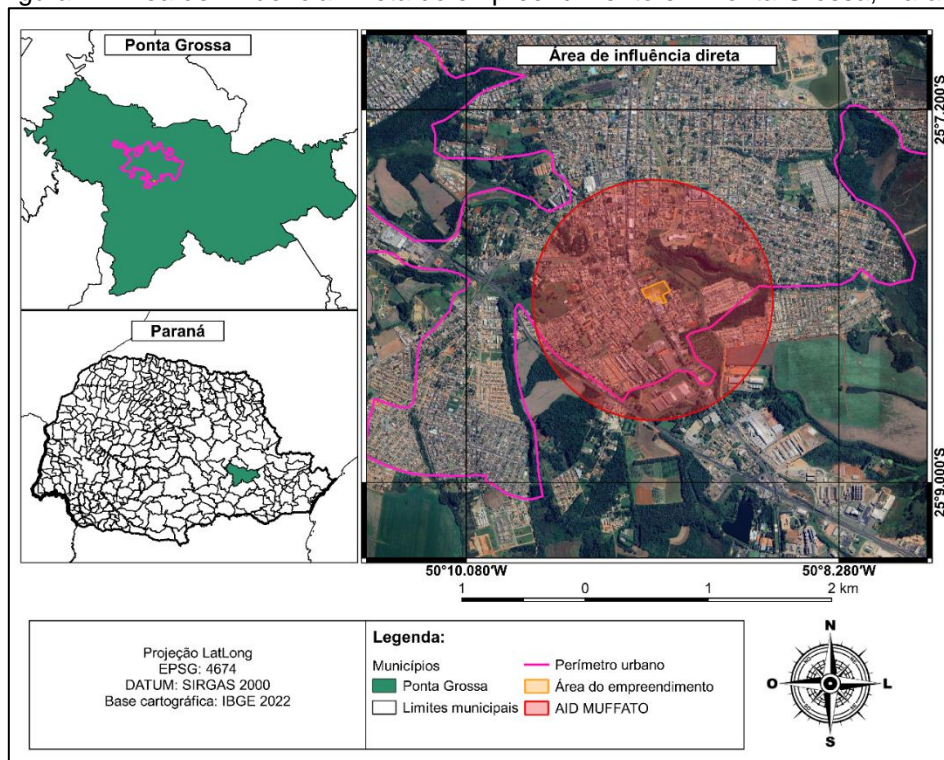 Ponta Grossa
Área de influência direta
25°7.200'S
Paraná
25°9.000'S
50°10.080'W
50°8.280'W
1 0 1 2 km
Projeção LatLong
EPSG: 4674
DATUM: SIRGAS 2000
Base cartográfica: IBGE 2022
Legenda:
Municípios
Ponta Grossa
Limites municipais
Perímetro urbano
Área do empreendimento
AID MUFFATO
N
O
L
S